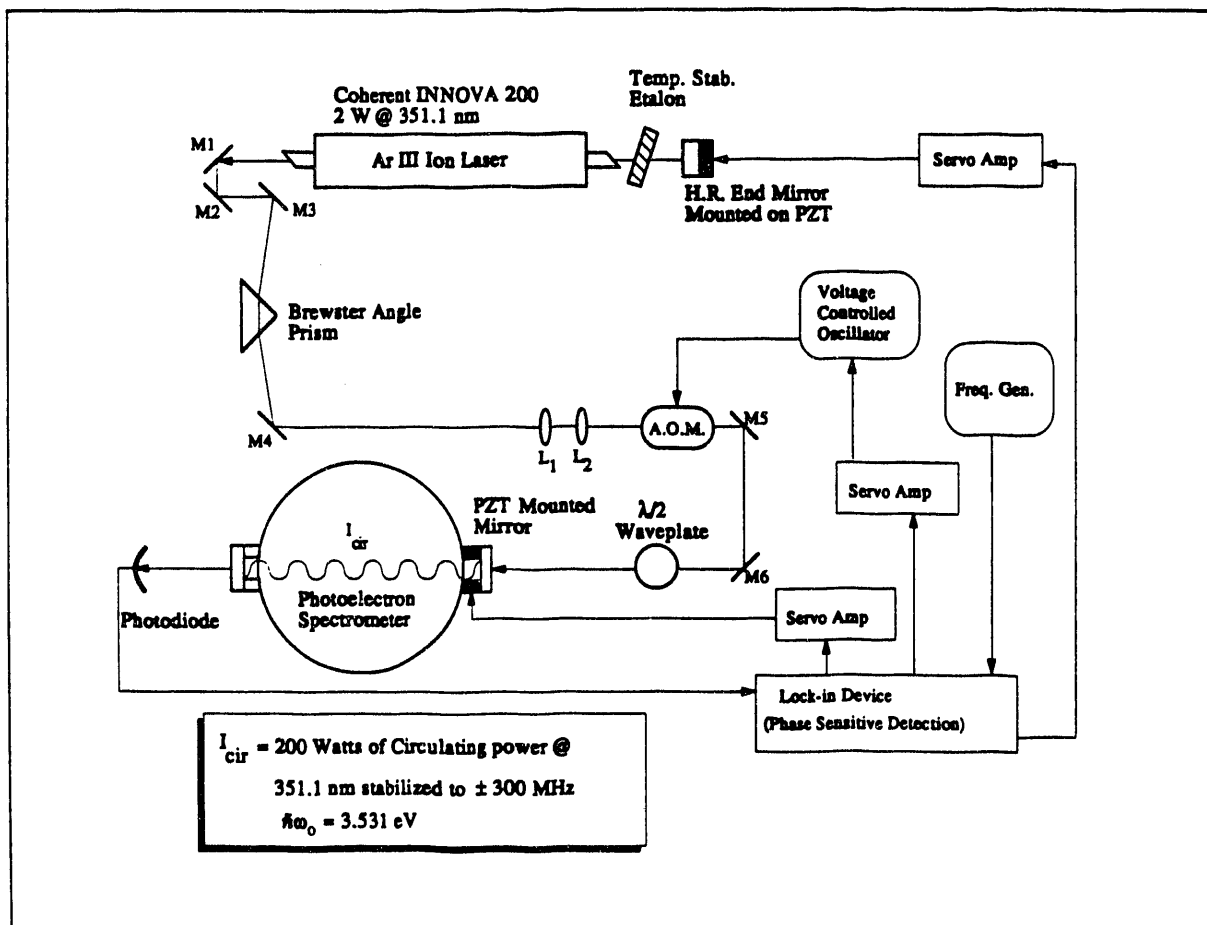 Temp. Stab.
Etalon
Coherent INNOVA 200
2 W @ 351.1 nm
M1
Ar III Ion Laser
Servo Amp
H.R. End Mirror
Mounted on PZT
M2
M3
Brewster Angle
Prism
Voltage
Controlled
Oscillator
Freq. Gen.
M4
L1
L2
A.O.M.
M5
Servo Amp
PZT Mounted
Mirror
λ/2
Waveplate
I cir
M6
Photodiode
Photoelectron
Spectrometer
Servo Amp
Lock-in Device
(Phase Sensitive Detection)
I cir = 200 Watts of Circulating power @
351.1 nm stabilized to ± 300 MHz
ℏω₀ = 3.531 eV